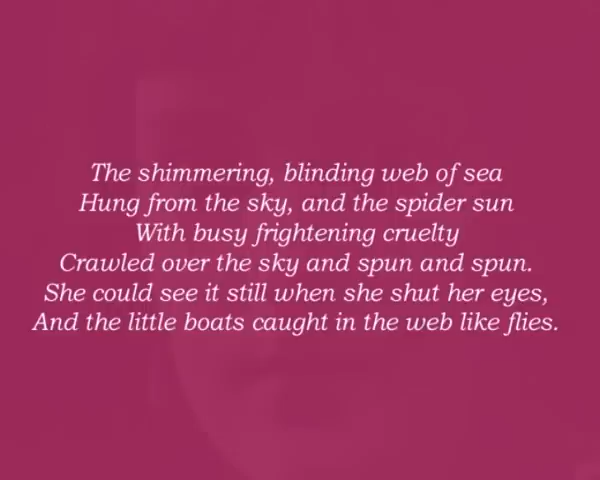 The shimmering, blinding web of sea
Hung from the sky, and the spider sun
With busy frightening cruelty
Crawled over the sky and spun and spun.
She could see it still when she shut her eyes,
And the little boats caught in the web like flies.